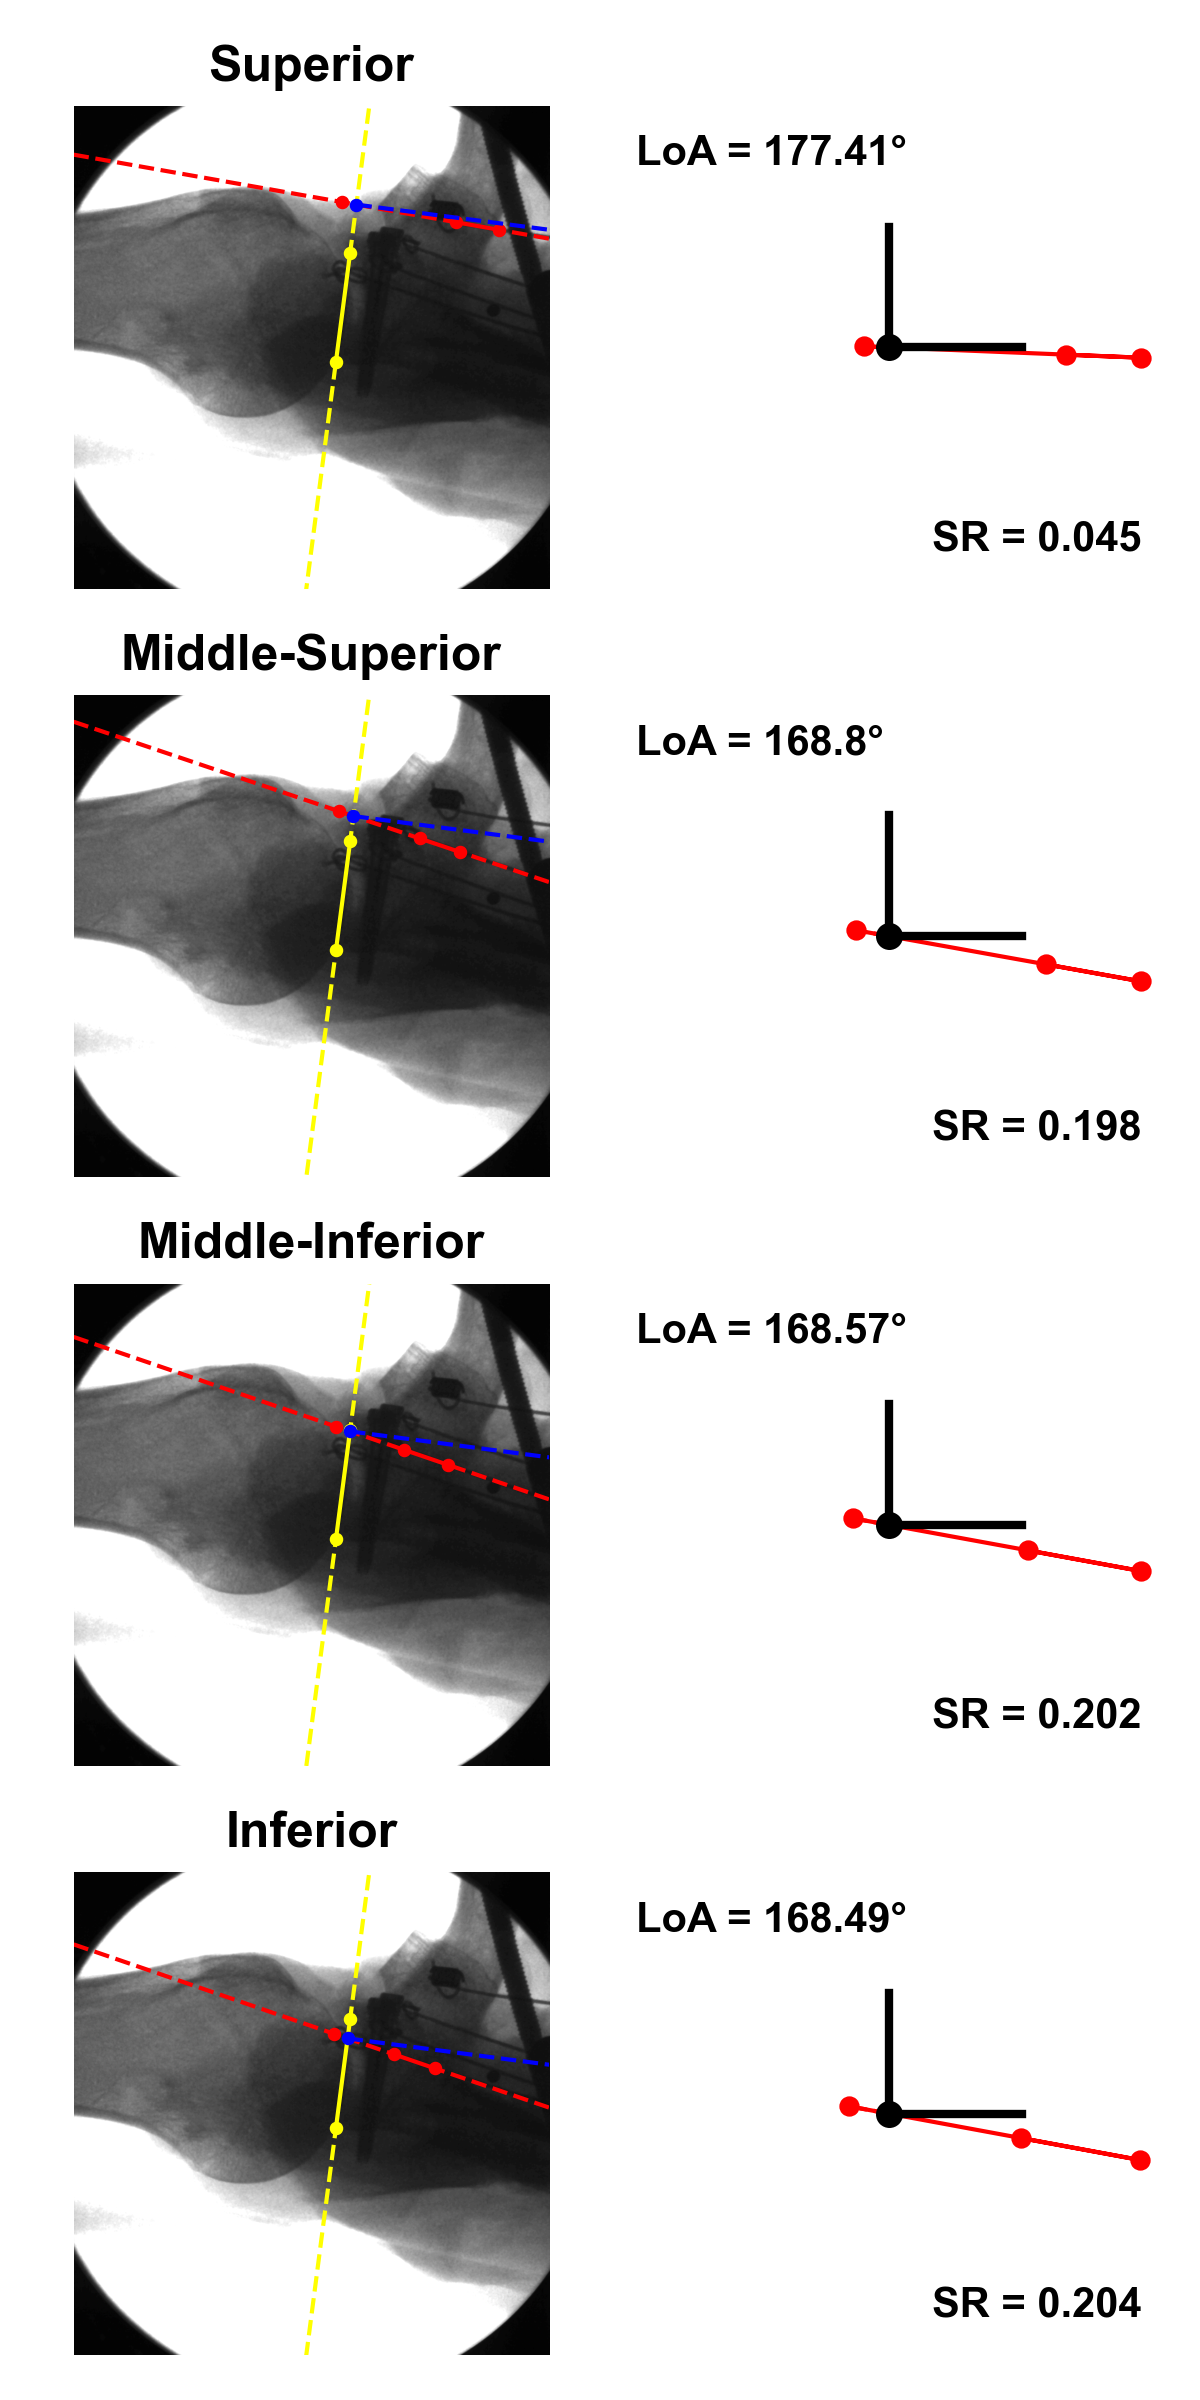 Superior
LoA = 177.41°
SR = 0.045
Middle-Superior
LoA = 168.8°
SR = 0.198
Middle-Inferior
LoA = 168.57°
SR = 0.202
Inferior
LoA = 168.49°
SR = 0.204